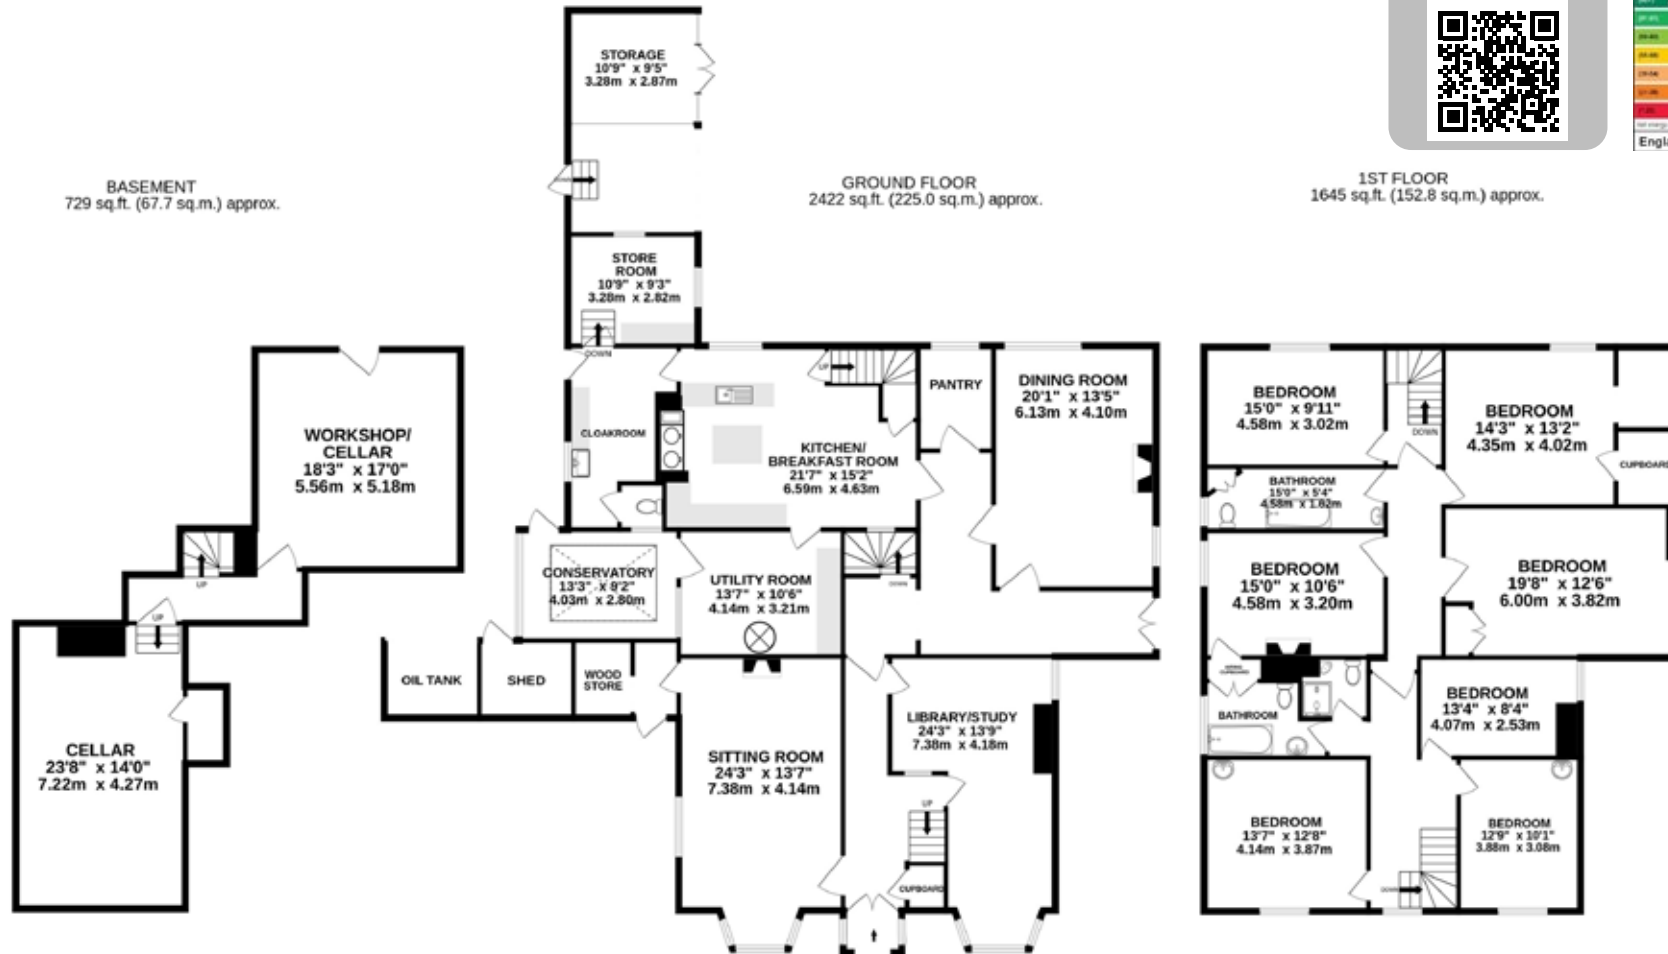 BASEMENT
729 sq.ft. (67.7 sq.m.) approx.
GROUND FLOOR
2422 sq.ft. (225.0 sq.m.) approx.
1ST FLOOR
1645 sq.ft. (152.8 sq.m.) approx.
Engla
STORAGE
10'9" x 9'5"
3.28m x 2.87m
DOWN
STORE
ROOM
10'9" x 9'3"
3.28m x 2.82m
DOWN
CLOAKROOM
UP
KITCHEN/
BREAKFAST ROOM
21'7" x 15'2"
6.59m x 4.63m
PANTRY
DINING ROOM
20'1" x 13'5"
6.13m x 4.10m
CONSERVATORY
13'3" x 9'2"
4.03m x 2.80m
UTILITY ROOM
13'7" x 10'6"
4.14m x 3.21m
DOWN
OIL TANK
SHED
WOOD
STORE
SITTING ROOM
24'3" x 13'7"
7.38m x 4.14m
LIBRARY/STUDY
24'3" x 13'9"
7.38m x 4.18m
UP
CUPBOARD
WORKSHOP/
CELLAR
18'3" x 17'0"
5.56m x 5.18m
UP
UP
CELLAR
23'8" x 14'0"
7.22m x 4.27m
BEDROOM
15'0" x 9'11"
4.58m x 3.02m
DOWN
BEDROOM
14'3" x 13'2"
4.35m x 4.02m
CUPBOARD
BATHROOM
15'0" x 5'4"
4.58m x 1.62m
BEDROOM
15'0" x 10'6"
4.58m x 3.20m
BEDROOM
19'8" x 12'6"
6.00m x 3.82m
CUPBOARD
BATHROOM
BEDROOM
13'4" x 8'4"
4.07m x 2.53m
BEDROOM
13'7" x 12'8"
4.14m x 3.87m
DOWN
BEDROOM
12'9" x 10'1"
3.88m x 3.08m